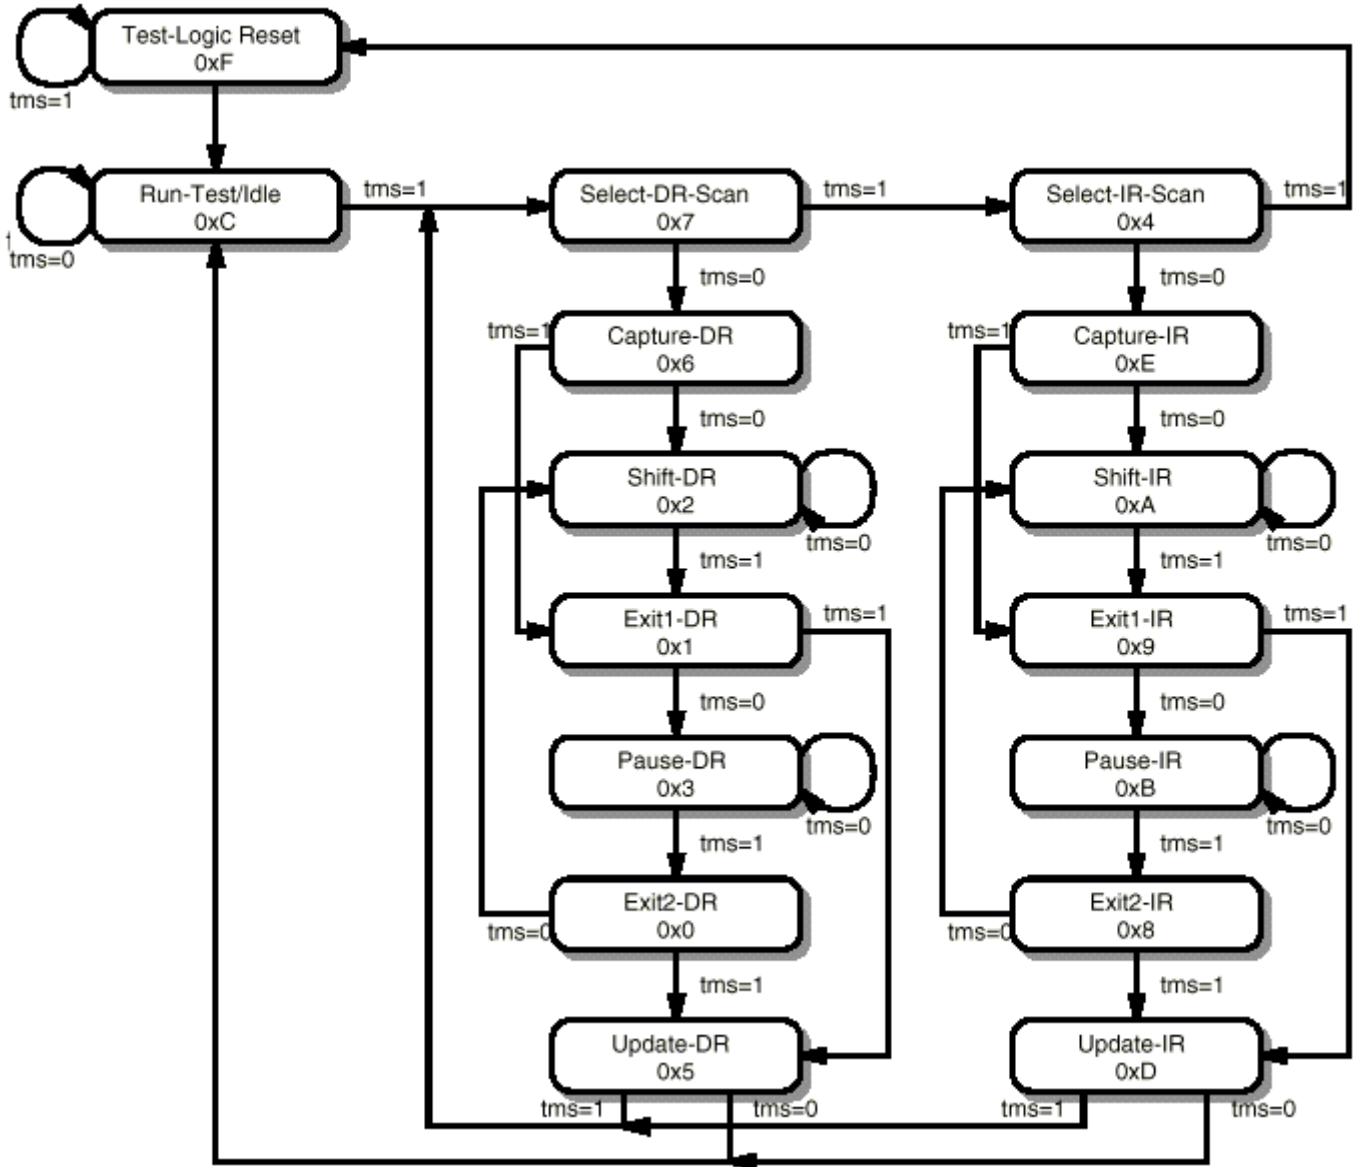 Test-Logic Reset
0xF
tms=1
Run-Test/Idle
0xC
tms=0
tms=1
Select-DR-Scan
0x7
tms=1
Select-IR-Scan
0x4
tms=1
tms=0
tms=0
tms=1
Capture-DR
0x6
tms=1
Capture-IR
0xE
tms=0
tms=0
Shift-DR
0x2
tms=0
Shift-IR
0xA
tms=0
tms=1
tms=1
Exit1-DR
0x1
tms=1
Exit1-IR
0x9
tms=1
tms=0
tms=0
Pause-DR
0x3
tms=0
Pause-IR
0xB
tms=0
tms=1
tms=1
Exit2-DR
0x0
tms=0
Exit2-IR
0x8
tms=0
tms=1
tms=1
Update-DR
0x5
Update-IR
0xD
tms=1
tms=0
tms=1
tms=0